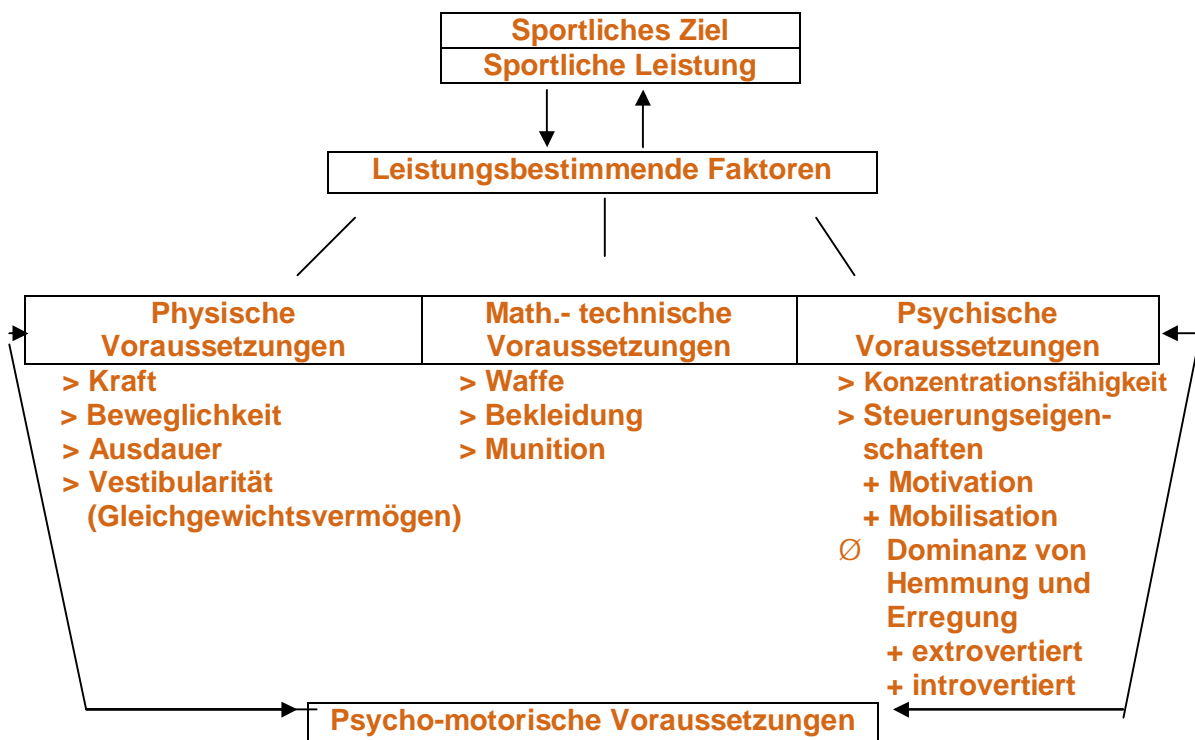 Sportliches Ziel
Sportliche Leistung
Leistungsbestimmende Faktoren
Physische
Voraussetzungen
> Kraft
> Beweglichkeit
> Ausdauer
> Vestibularität
(Gleichgewichtsvermögen)
Math.- technische
Voraussetzungen
> Waffe
> Bekleidung
> Munition
Psychische
Voraussetzungen
> Konzentrationsfähigkeit
> Steuerungseigen-
schaften
+ Motivation
+ Mobilisation
Ø Dominanz von
Hemmung und
Erregung
+ extrovertiert
+ introvertiert
Psycho-motorische Voraussetzungen